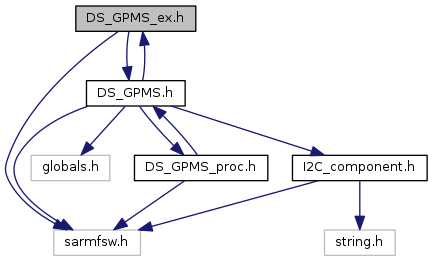 DS_GPMS_ex.h
DS_GPMS.h
globals.h
DS_GPMS_proc.h
I2C_component.h
sarmfsw.h
string.h